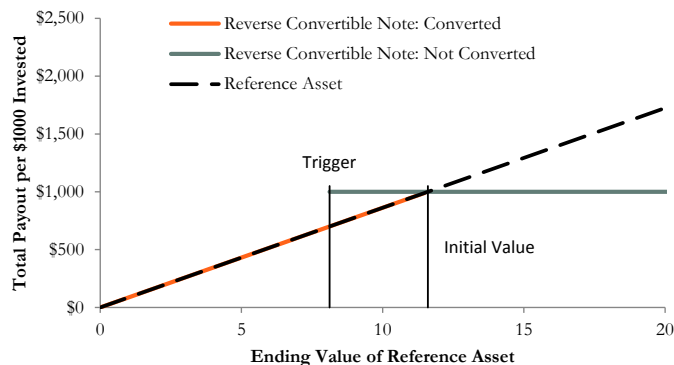 $2,500
$2,000
$1,500
$1,000
$500
$0
Total Payout per $1000 Invested
Reverse Convertible Note: Converted
Reverse Convertible Note: Not Converted
Reference Asset
Trigger
Initial Value
0 5 10 15 20
Ending Value of Reference Asset